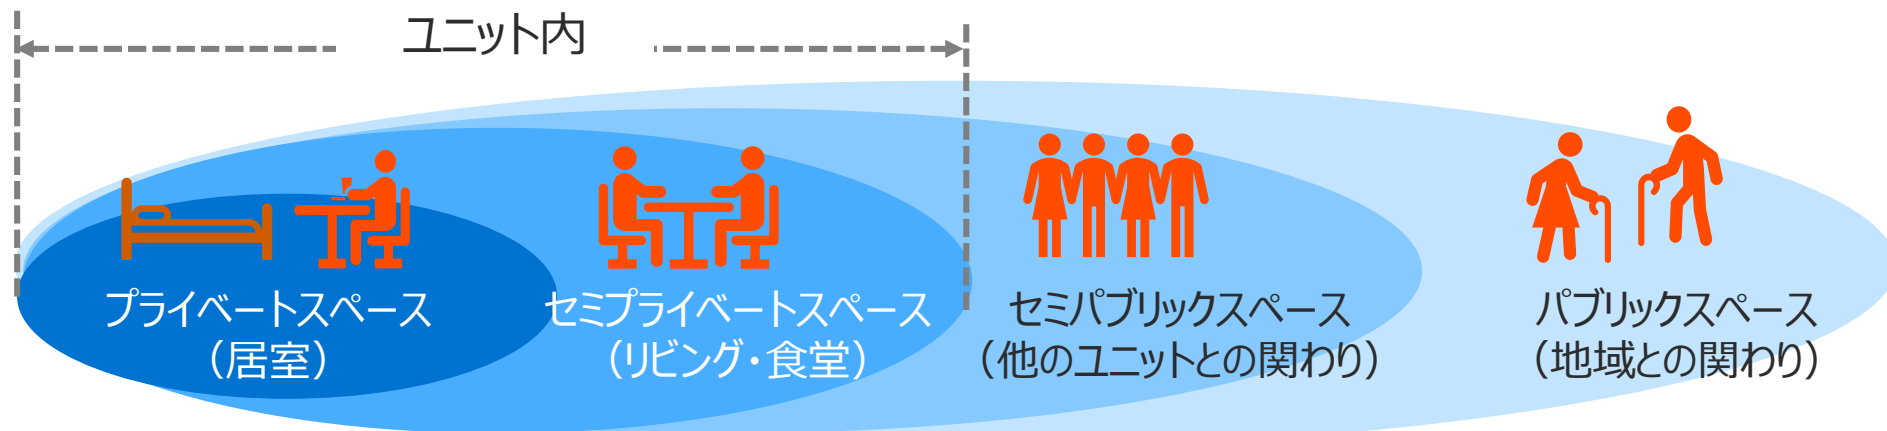 ユニット内
プライベートスペース
（居室）
セミプライベートスペース
（リビング・食堂）
セミパブリックスペース
（他のユニットとの関わり）
パブリックスペース
（地域との関わり）